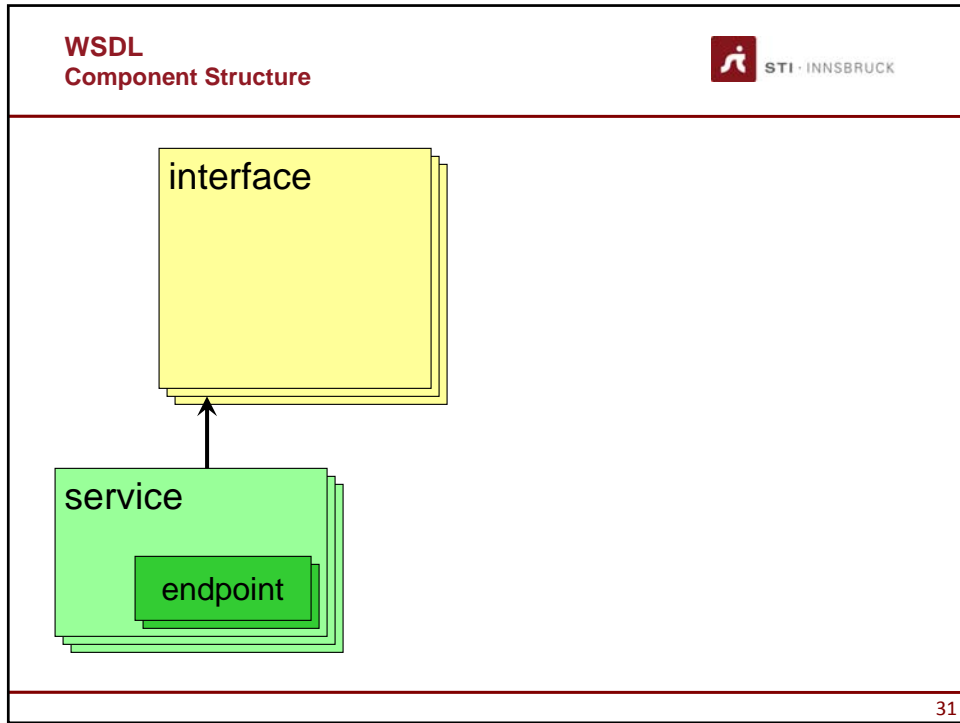 WSDL
Component Structure
STI · INNSBRUCK
interface
service
endpoint
31